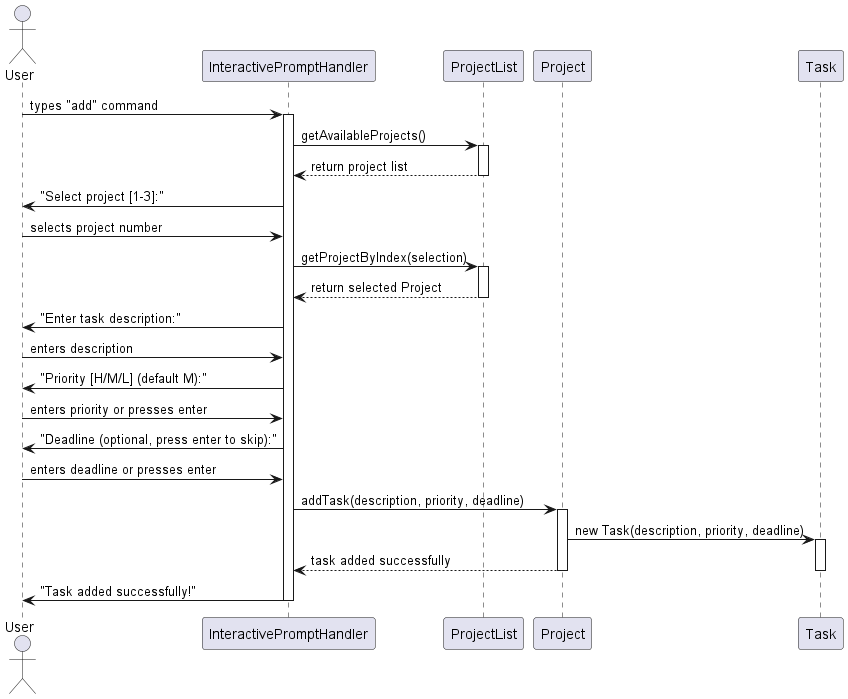 User
InteractivePromptHandler
ProjectList
Project
Task
types "add" command
getAvailableProjects()
return project list
"Select project [1-3]:"
selects project number
getProjectByIndex(selection)
return selected Project
"Enter task description:"
enters description
"Priority [H/M/L] (default M):"
enters priority or presses enter
"Deadline (optional, press enter to skip):"
enters deadline or presses enter
addTask(description, priority, deadline)
new Task(description, priority, deadline)
task added successfully
"Task added successfully!"
User
InteractivePromptHandler
ProjectList
Project
Task